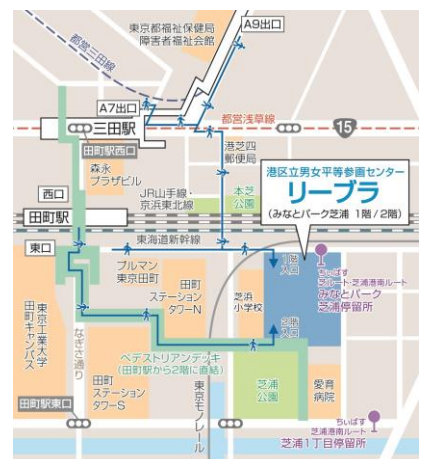 A9出口
東京都福祉保健局
障害者福祉会館
都営三田線
A7出口
都営浅草線
15
三田駅
田町駅西口
港芝四
郵便局
森永
プラザビル
港区立男女平等参画センター
リーブラ
(みなとパーク芝浦 1階/2階)
西口
JR山手線・
京浜東北線
本芝
公園
田町駅
東海道新幹線
東口
プルマン
東京田町
田町
ステーション
タワーN
芝浜
小学校
1階
入口
2階
入口
ちぃばす
芝ルート・芝浦港南ルート
みなとパーク
芝浦停留所
東京工業大学
田町キャンパス
なぎさ通り
ペデストリアンデッキ
(田町駅から2階に直結)
田町
ステーション
タワーS
東京モノレール
芝浦
公園
愛育
病院
田町駅東口
ちぃばす
芝浦港南ルート
芝浦1丁目停留所